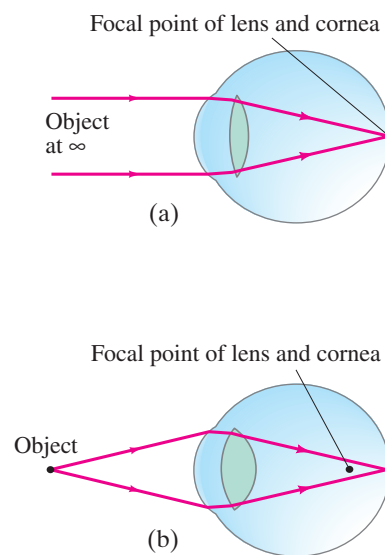 Focal point of lens and cornea
Object
at ∞
(a)
Focal point of lens and cornea
Object
(b)